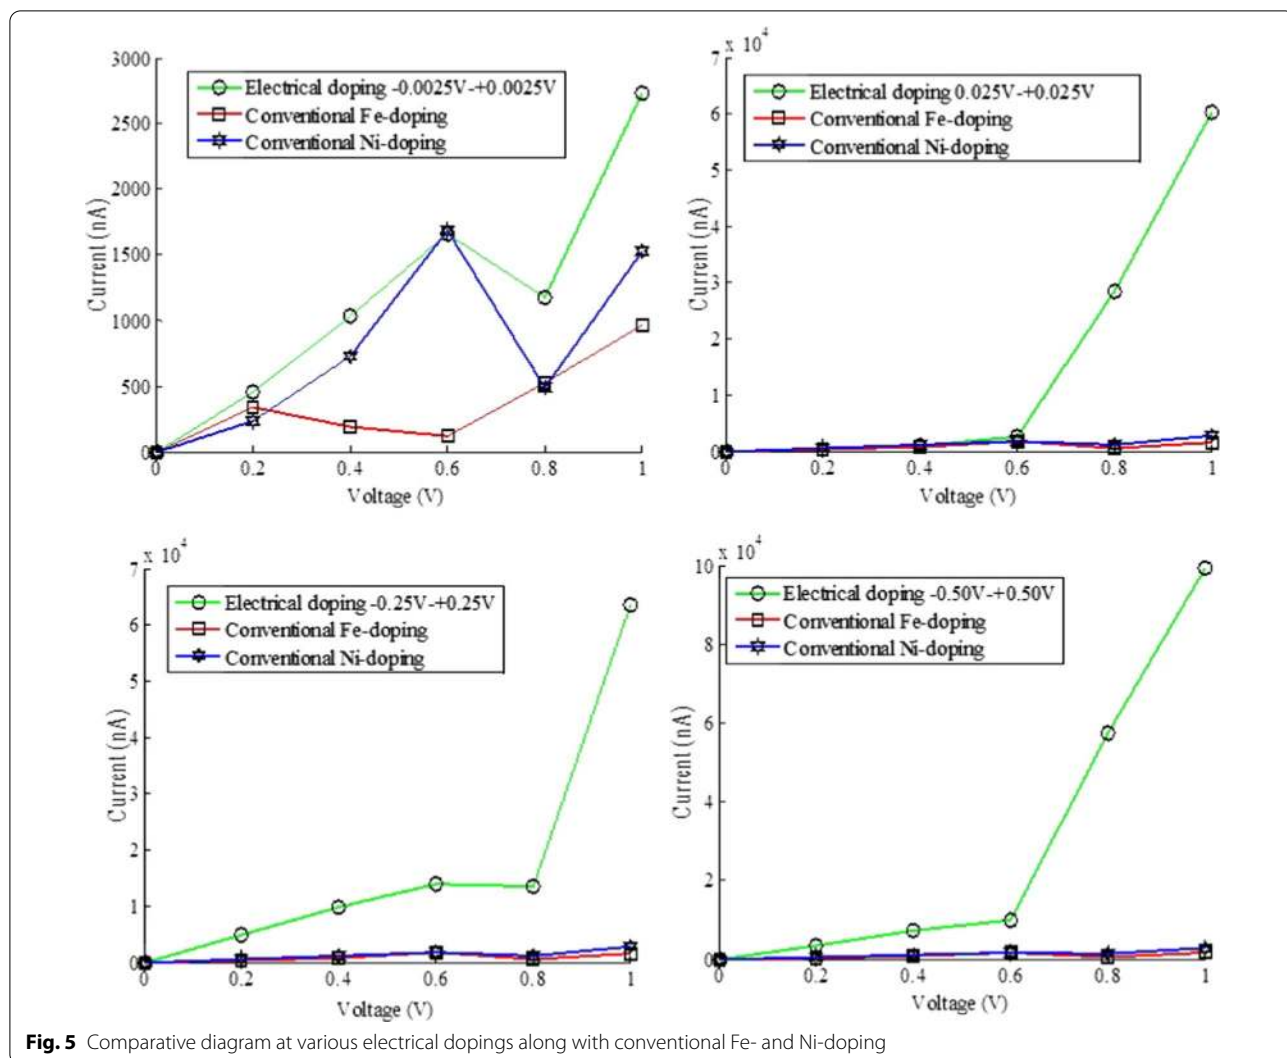 3000
2500
2000
1500
1000
500
0
Current (nA)
Electrical doping -0.0025V-+0.0025V
Conventional Fe-doping
Conventional Ni-doping
0 0.2 0.4 0.6 0.8 1
Voltage (V)
7 x 10^4
6
5
4
3
2
1
0
Current (nA)
Electrical doping 0.025V-+0.025V
Conventional Fe-doping
Conventional Ni-doping
0 0.2 0.4 0.6 0.8 1
Voltage (V)
7 x 10^4
6
5
4
3
2
1
0
Current (nA)
Electrical doping -0.25V-+0.25V
Conventional Fe-doping
Conventional Ni-doping
0 0.2 0.4 0.6 0.8 1
Voltage (V)
10 x 10^4
8
6
4
2
0
Current (nA)
Electrical doping -0.50V-+0.50V
Conventional Fe-doping
Conventional Ni-doping
0 0.2 0.4 0.6 0.8 1
Voltage (V)
Fig. 5 Comparative diagram at various electrical dopings along with conventional Fe- and Ni-doping